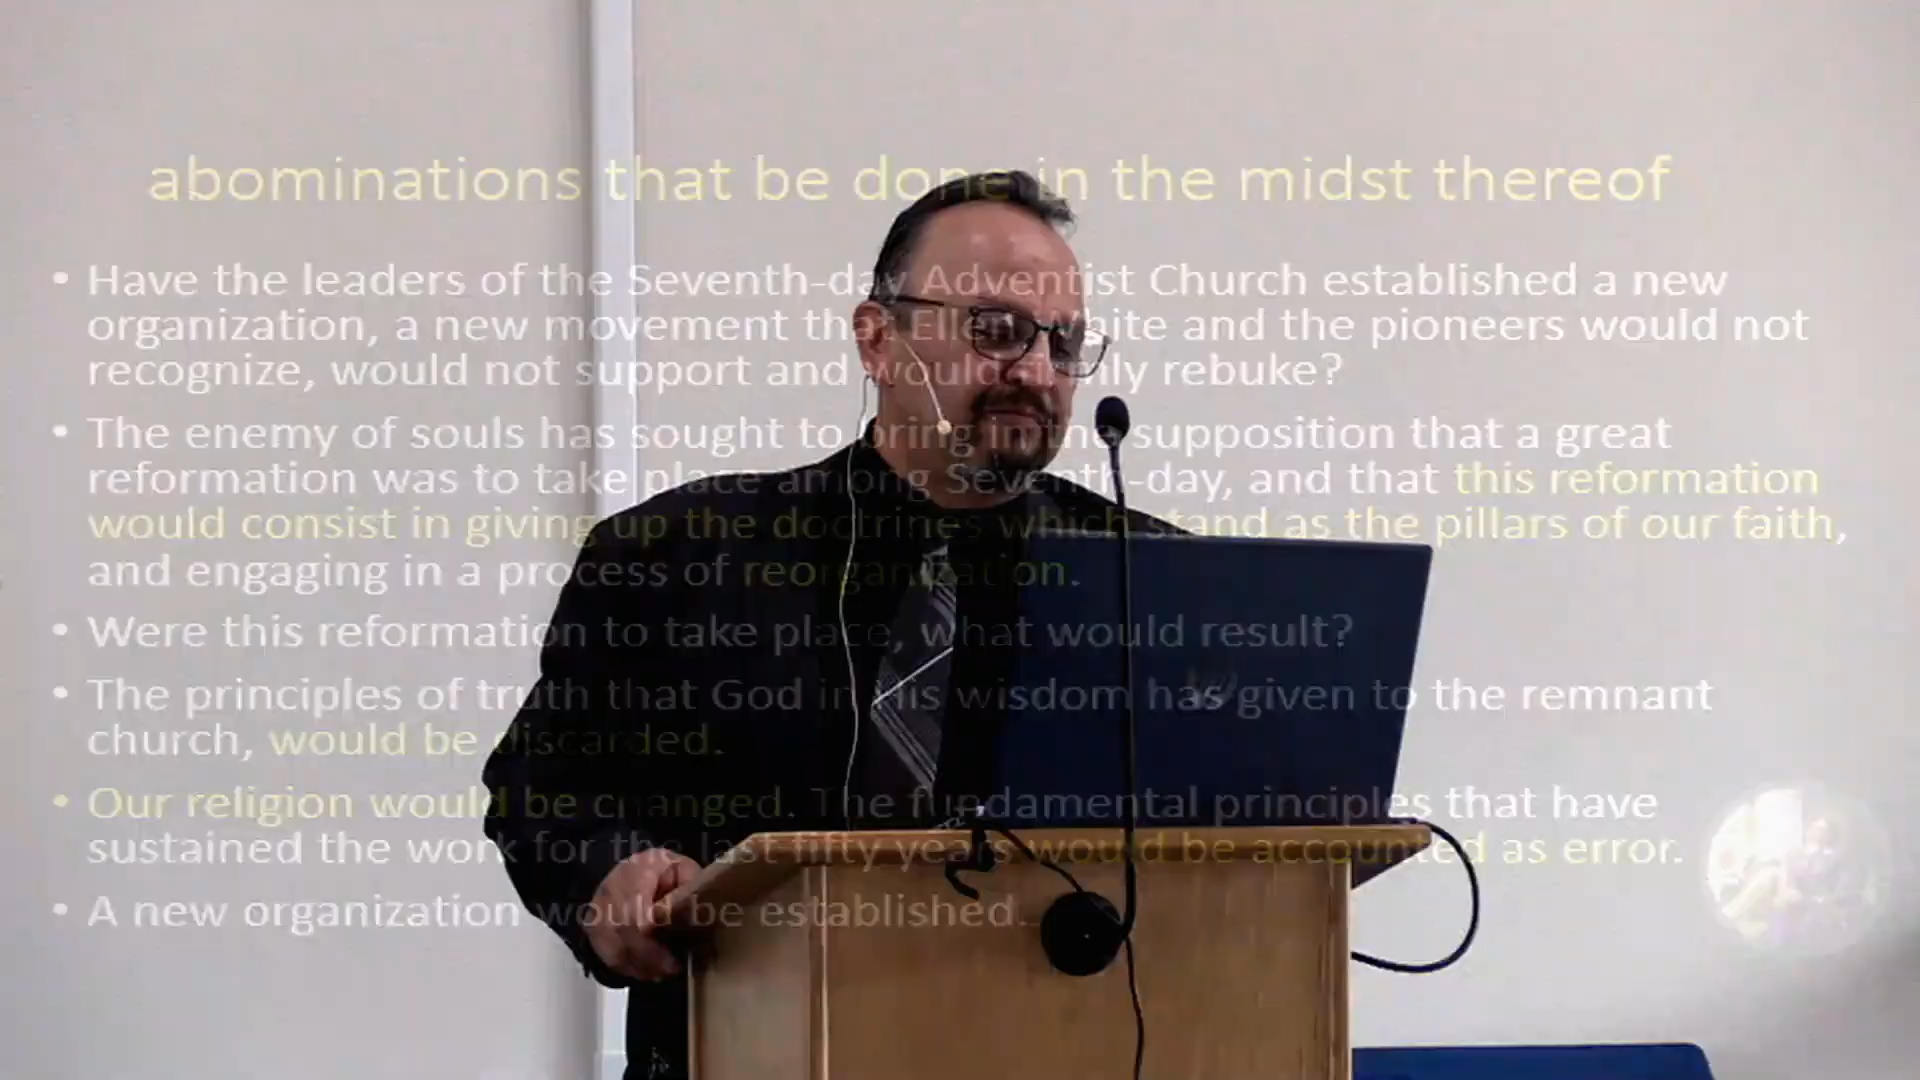 abominations that be done in the midst thereof
• Have the leaders of the Seventh-day Adventist Church established a new
organization, a new movement that Ellen White and the pioneers would not
recognize, would not support and would rebuke?
• The enemy of souls has sought to bring in the supposition that a great
reformation was to take place among Seventh-day, and that this reformation
would consist in giving up the doctrines which stand as the pillars of our faith,
and engaging in a process of reorganization.
• Were this reformation to take place, what would result?
• The principles of truth that God in His wisdom has given to the remnant
church, would be discarded.
• Our religion would be changed. The fundamental principles that have
sustained the work for the last fifty years would be accounted as error.
• A new organization would be established.